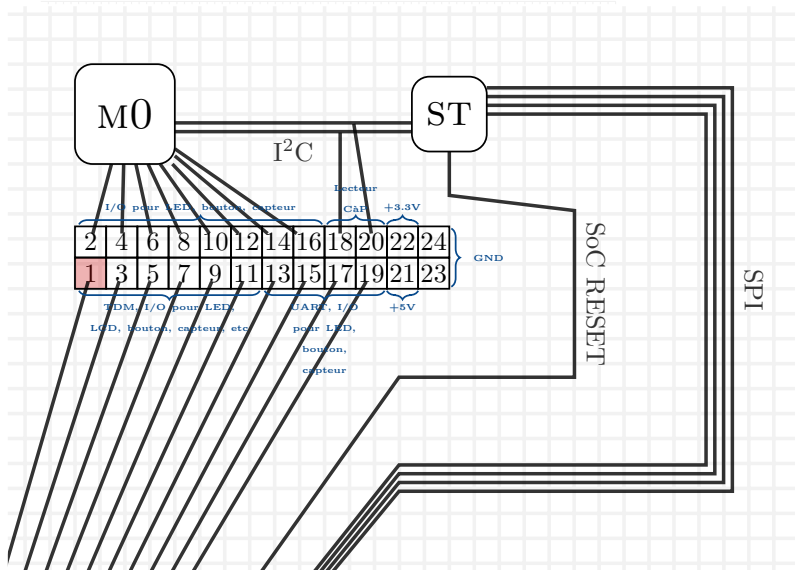 M0
ST
I²C
Lecteur
I/O pour LED, bouton, capteur
CàP
+3.3V
2 4 6 8 10 12 14 16 18 20 22 24
GND
1 3 5 7 9 11 13 15 17 19 21 23
TDM, I/O pour LED,
LCD, bouton, capteur, etc
UART, I/O
pour LED,
bouton,
capteur
+5V
SoC RESET
SPI